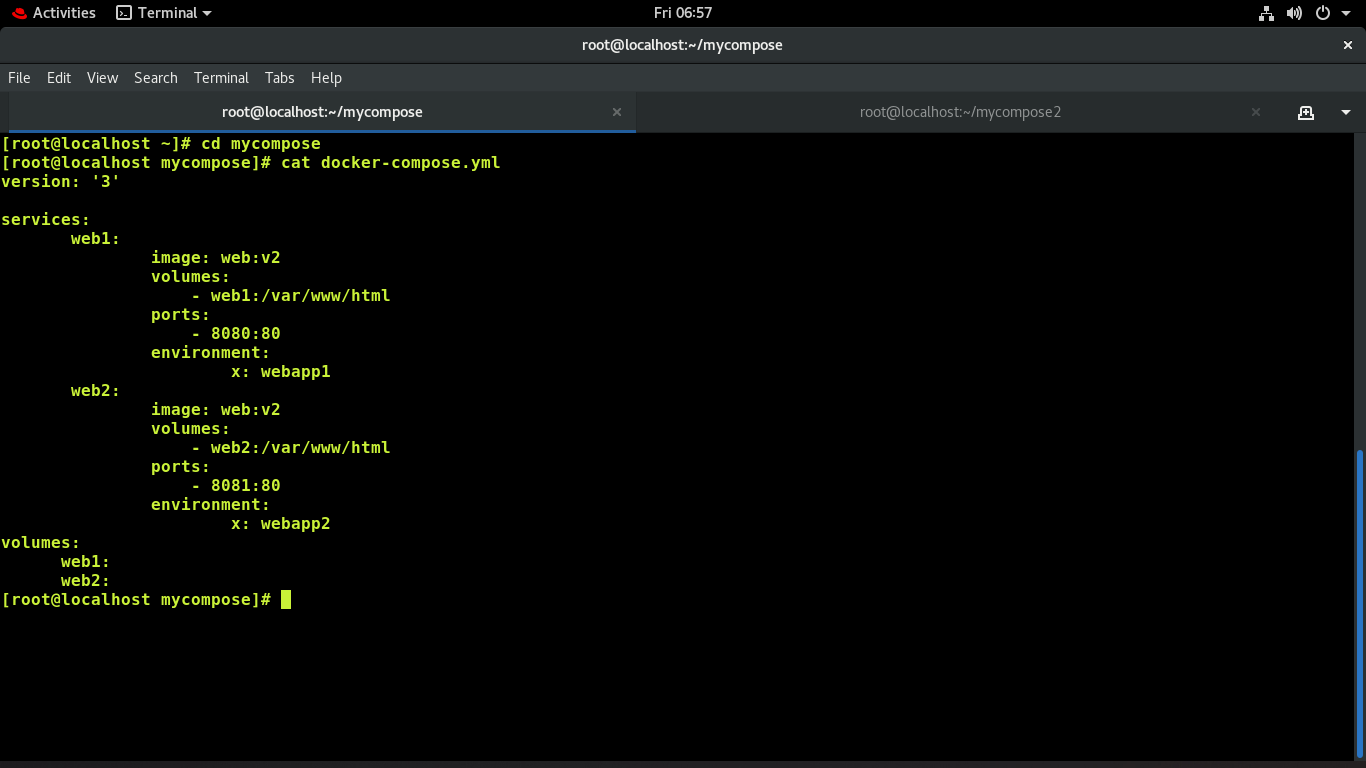 Activities Terminal Fri 06:57
root@localhost:~/mycompose
File Edit View Search Terminal Tabs Help
root@localhost:~/mycompose root@localhost:~/mycompose2
[root@localhost ~]# cd mycompose
[root@localhost mycompose]# cat docker-compose.yml
version: '3'
services:
web1:
image: web:v2
volumes:
- web1:/var/www/html
ports:
- 8080:80
environment:
x: webapp1
web2:
image: web:v2
volumes:
- web2:/var/www/html
ports:
- 8081:80
environment:
x: webapp2
volumes:
web1:
web2:
[root@localhost mycompose]#